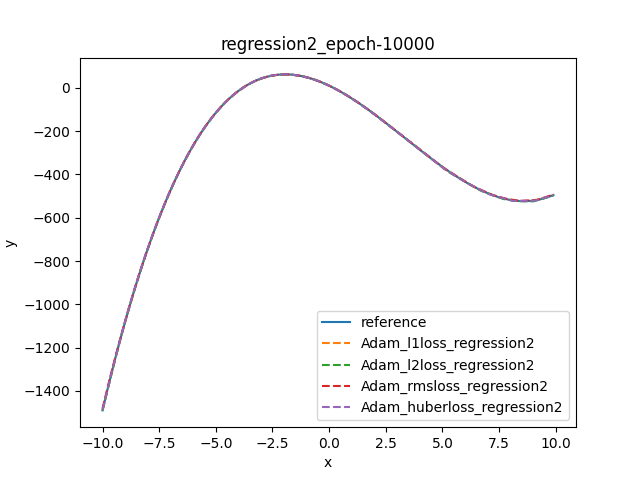 regression2_epoch-10000
y
0
−200
−400
−600
−800
−1000
−1200
−1400
reference
Adam_l1loss_regression2
Adam_l2loss_regression2
Adam_rmsloss_regression2
Adam_huberloss_regression2
−10.0 −7.5 −5.0 −2.5 0.0 2.5 5.0 7.5 10.0
x